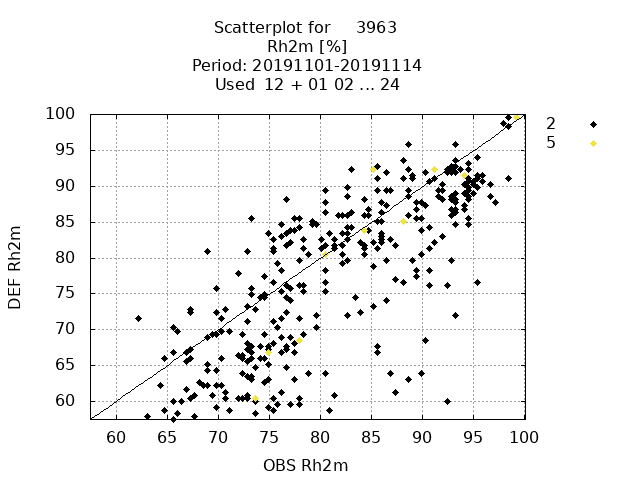 Scatterplot for 3963
Rh2m [%]
Period: 20191101-20191114
Used 12 + 01 02 ... 24
2
5
DEF Rh2m
100
95
90
85
80
75
70
65
60
60 65 70 75 80 85 90 95 100
OBS Rh2m